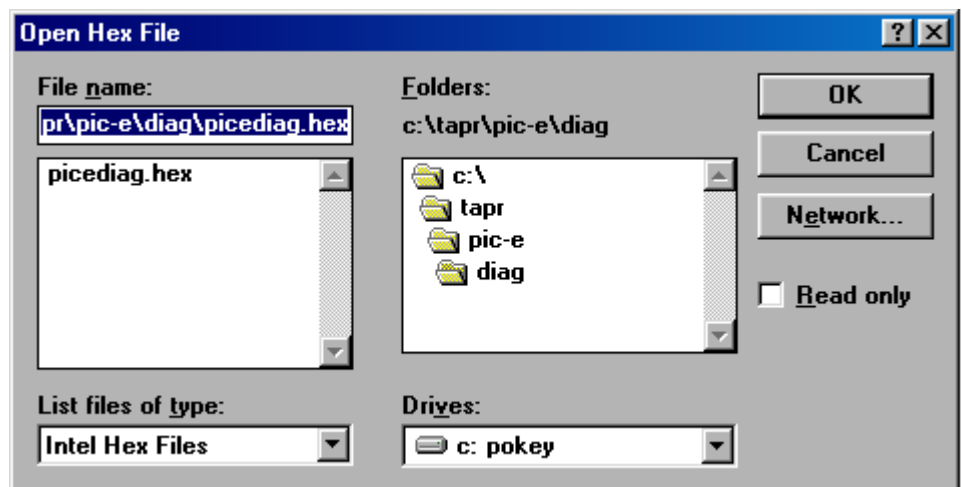 Open Hex File
File name:
pr\pic-e\diag\picediag.hex
picediag.hex
List files of type:
Intel Hex Files
Folders:
c:\tapr\pic-e\diag
c:\
tapr
pic-e
diag
Drives:
c: pokey
OK
Cancel
Network...
Read only